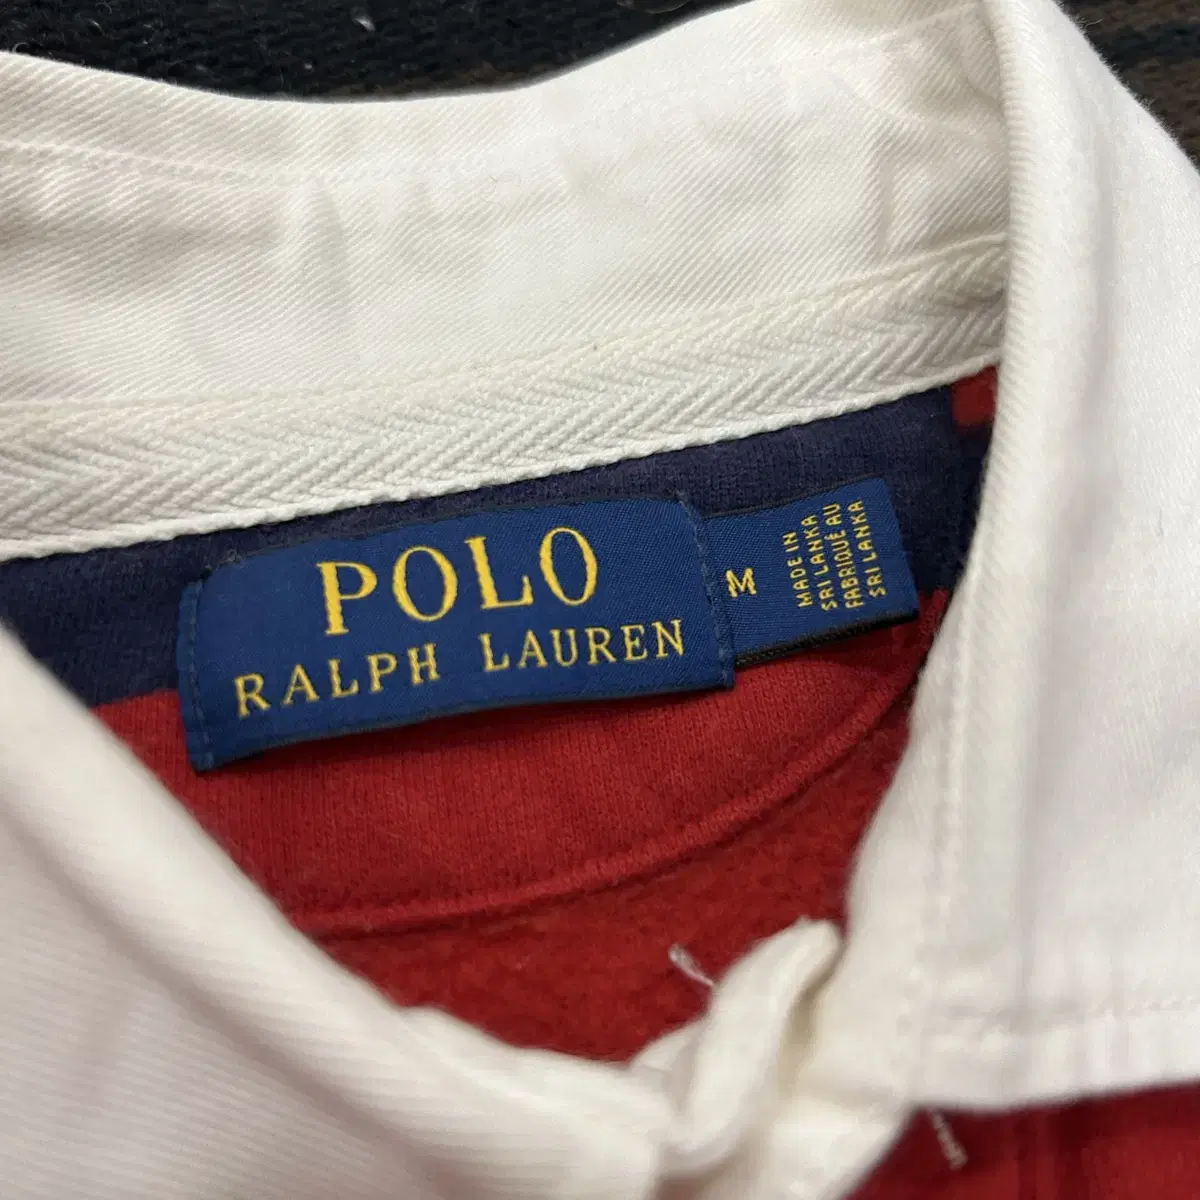 POLO
RALPH LAUREN
M
MADE IN
SRI LANKA
FABRIQUÉ AU
SRI LANKA